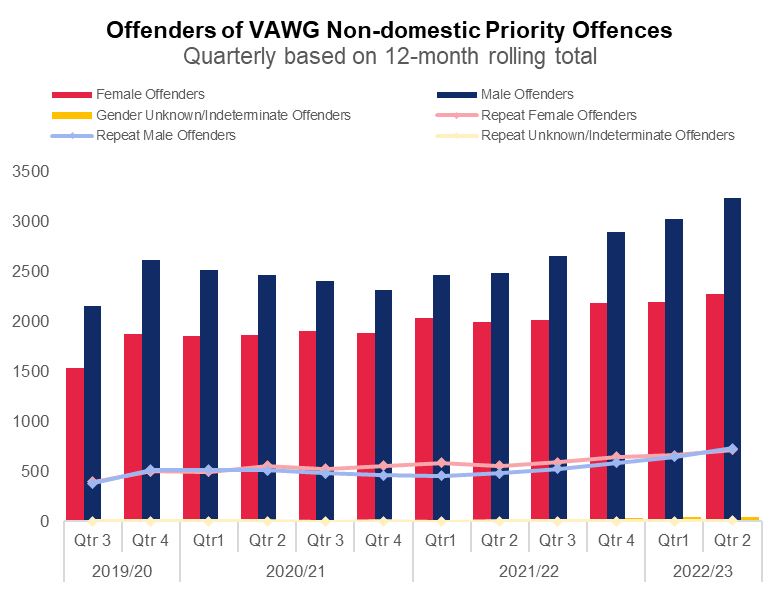 Offenders of VAWG Non-domestic Priority Offences
Quarterly based on 12-month rolling total
Female Offenders
Male Offenders
Gender Unknown/Indeterminate Offenders
Repeat Female Offenders
Repeat Male Offenders
Repeat Unknown/Indeterminate Offenders
3500
3000
2500
2000
1500
1000
500
0
Qtr 3 Qtr 4 Qtr1 Qtr 2 Qtr 3 Qtr 4 Qtr1 Qtr 2 Qtr 3 Qtr 4 Qtr1 Qtr 2
2019/20 2020/21 2021/22 2022/23